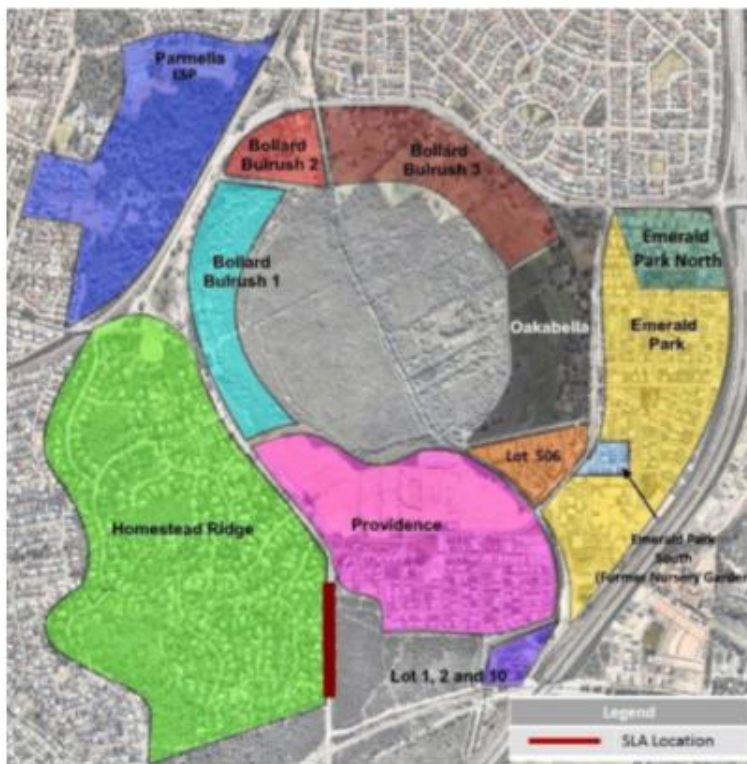 Parmelia
ESP
Bollard
Bulrush 2
Bollard
Bulrush 3
Bollard
Bulrush 1
Emerald
Park North
Oakabella
Emerald
Park
Lot 506
Homestead Ridge
Providence
Emerald Park
South
(Former Nursery Garden
Lot 1, 2 and 10
Legend
SLA Location